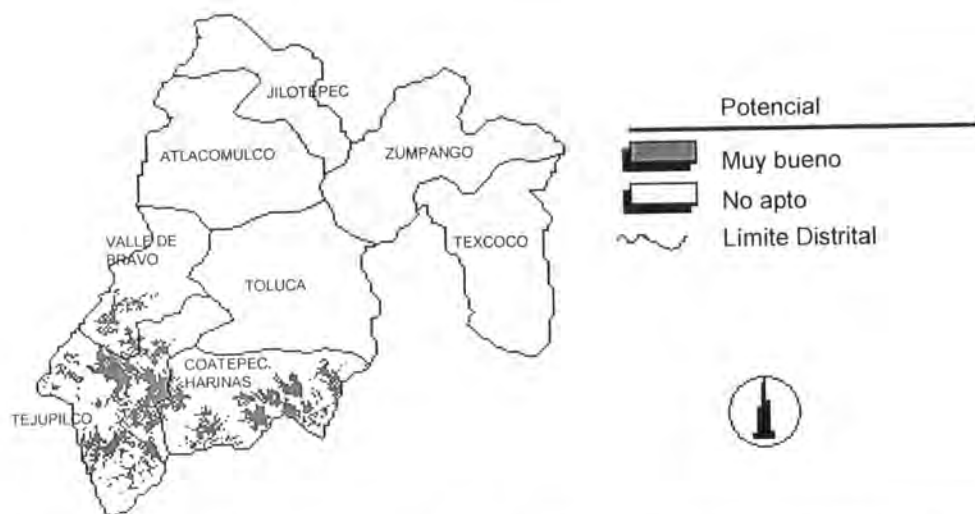 JILOTEPEC
ATLACOMULCO
ZUMPANGO
VALLE DE
BRAVO
TEXCOCO
TOLUCA
COATEPEC.
HARINAS
TEJUPILCO
Potencial
Muy bueno
No apto
Limite Distrital